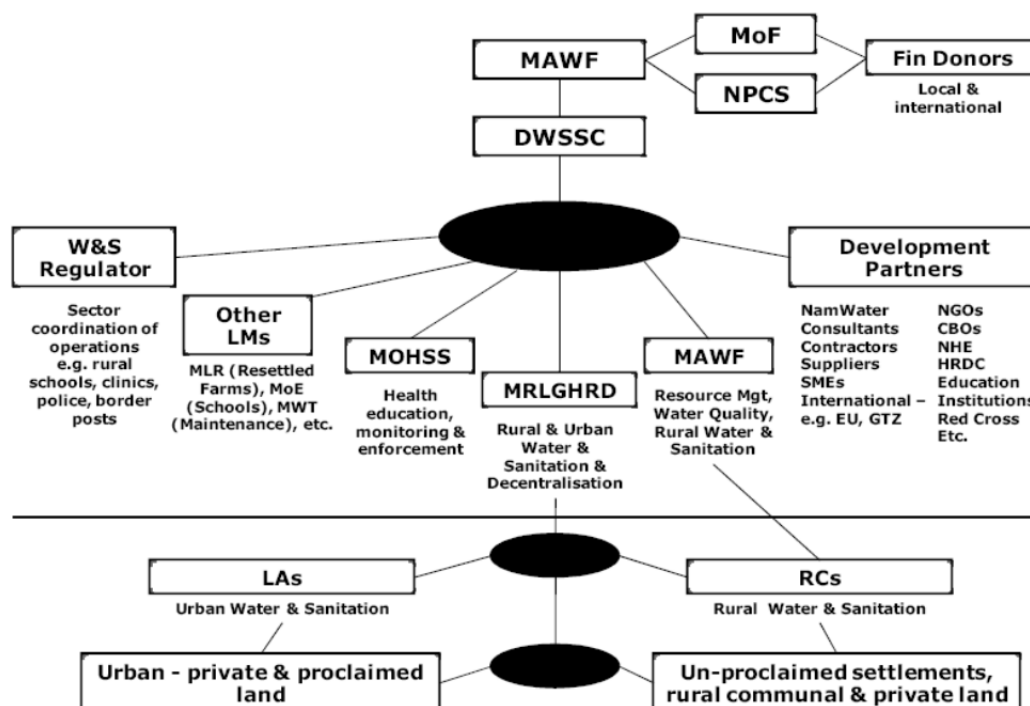 MoF
MAWF
Fin Donors
NPCS
Local &
international
DWSSC
W&S
Regulator
Sector
coordination of
operations
e.g. rural
schools, clinics,
police, border
posts
Other
LMs
MLR (Resettled
Farms), MoE
(Schools), MWT
(Maintenance), etc.
MOHSS
Health
education,
monitoring &
enforcement
MRLGHRD
Rural & Urban
Water &
Sanitation &
Decentralisation
MAWF
Resource Mgt,
Water Quality,
Rural Water &
Sanitation
Development
Partners
NamWater
Consultants
Contractors
Suppliers
SMEs
International –
e.g. EU, GTZ
NGOs
CBOs
NHE
HRDC
Education
Institutions
Red Cross
Etc.
LAs
Urban Water & Sanitation
RCs
Rural Water & Sanitation
Urban - private & proclaimed
land
Un-proclaimed settlements,
rural communal & private land